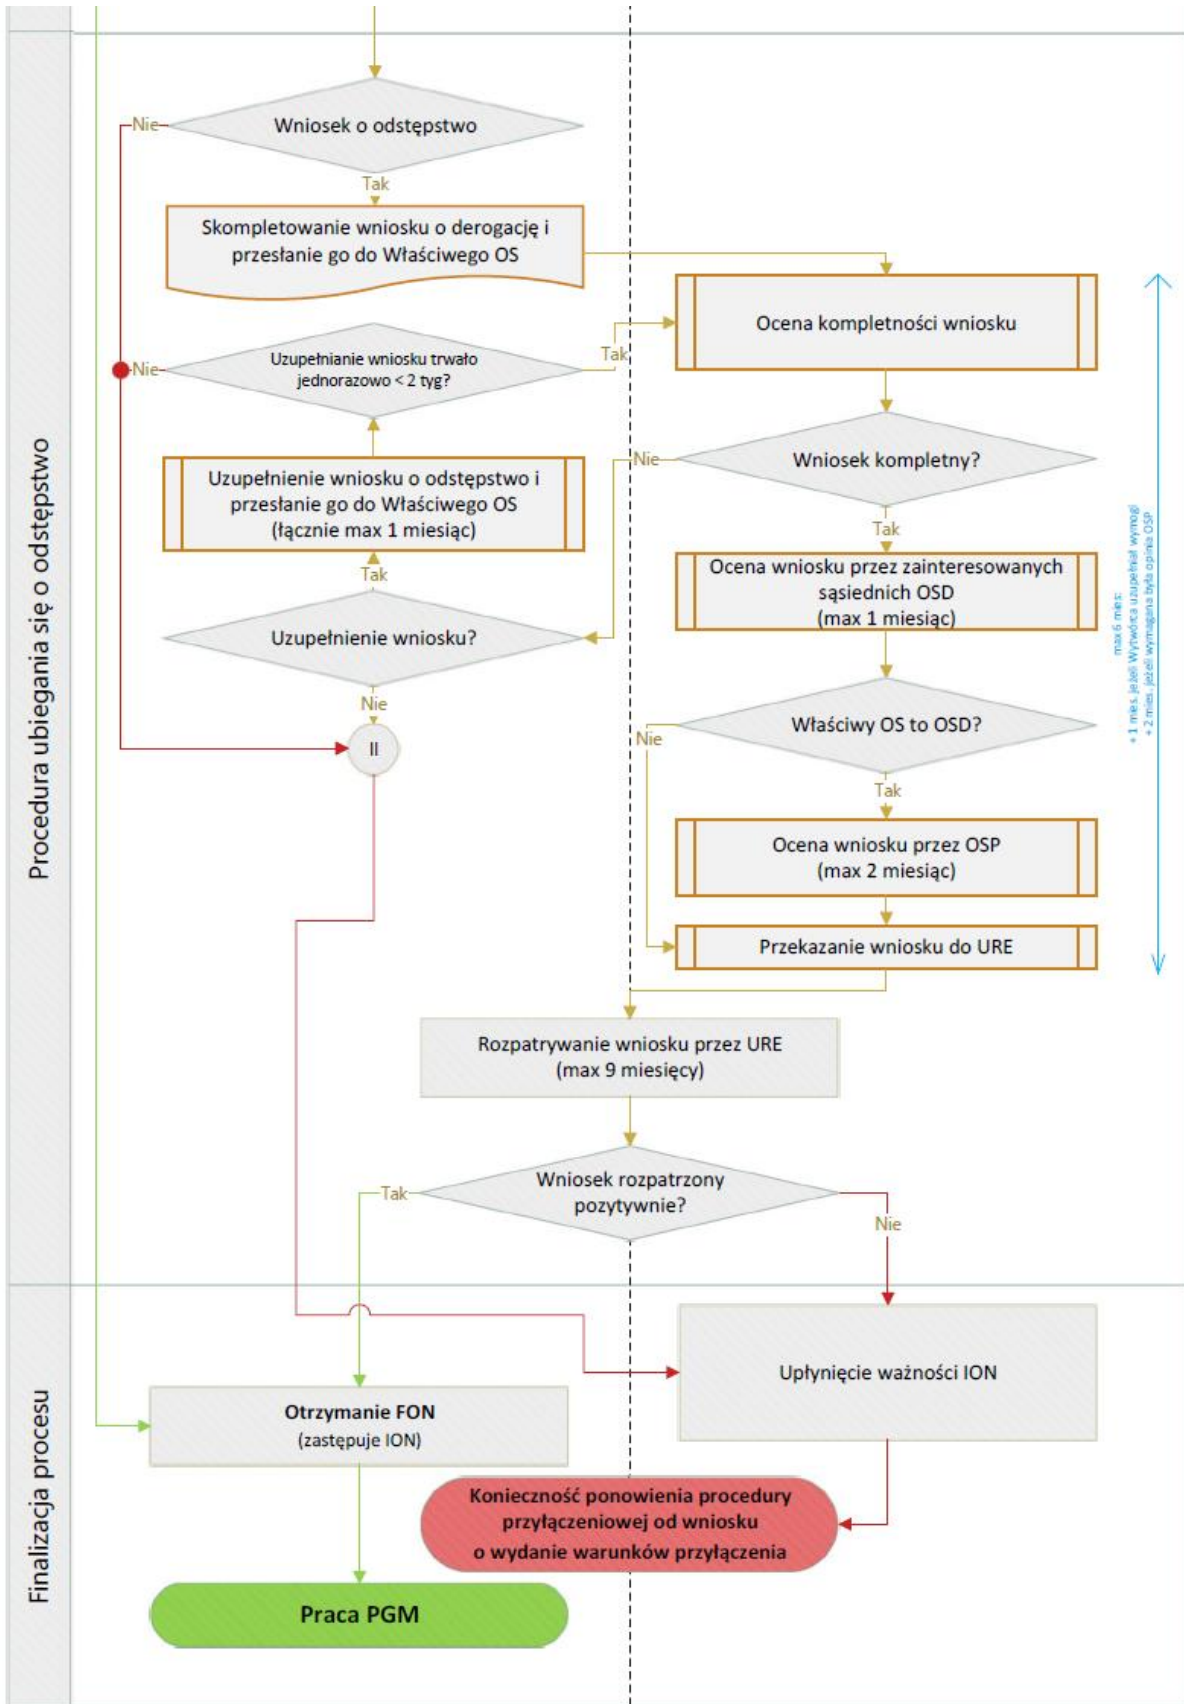 Procedura ubiegania się o odstępstwo
Wniosek o odstępstwo
Nie
Tak
Skompletowanie wniosku o derogację i
przesłanie go do Właściwego OS
Ocena kompletności wniosku
Uzupełnianie wniosku trwało
jednorazowo < 2 tyg?
Nie
Tak
Wniosek kompletny?
Nie
Tak
Uzupełnienie wniosku o odstępstwo i
przesłanie go do Właściwego OS
(łącznie max 1 miesiąc)
Tak
Uzupełnienie wniosku?
Nie
II
Ocena wniosku przez zainteresowanych
sąsiednich OSD
(max 1 miesiąc)
Właściwy OS to OSD?
Nie
Tak
Ocena wniosku przez OSP
(max 2 miesiąc)
Przekazanie wniosku do URE
max 6 mies:
+ 1 mies. jeżeli Wytwórca uzupełniał wymogi
+ 2 mies. jeżeli wymagana była opinia OSP
Rozpatrywanie wniosku przez URE
(max 9 miesięcy)
Wniosek rozpatrzony
pozytywnie?
Tak
Nie
Finalizacja procesu
Upłynięcie ważności ION
Otrzymanie FON
(zastępuje ION)
Konieczność ponowienia procedury
przyłączeniowej od wniosku
o wydanie warunków przyłączenia
Praca PGM